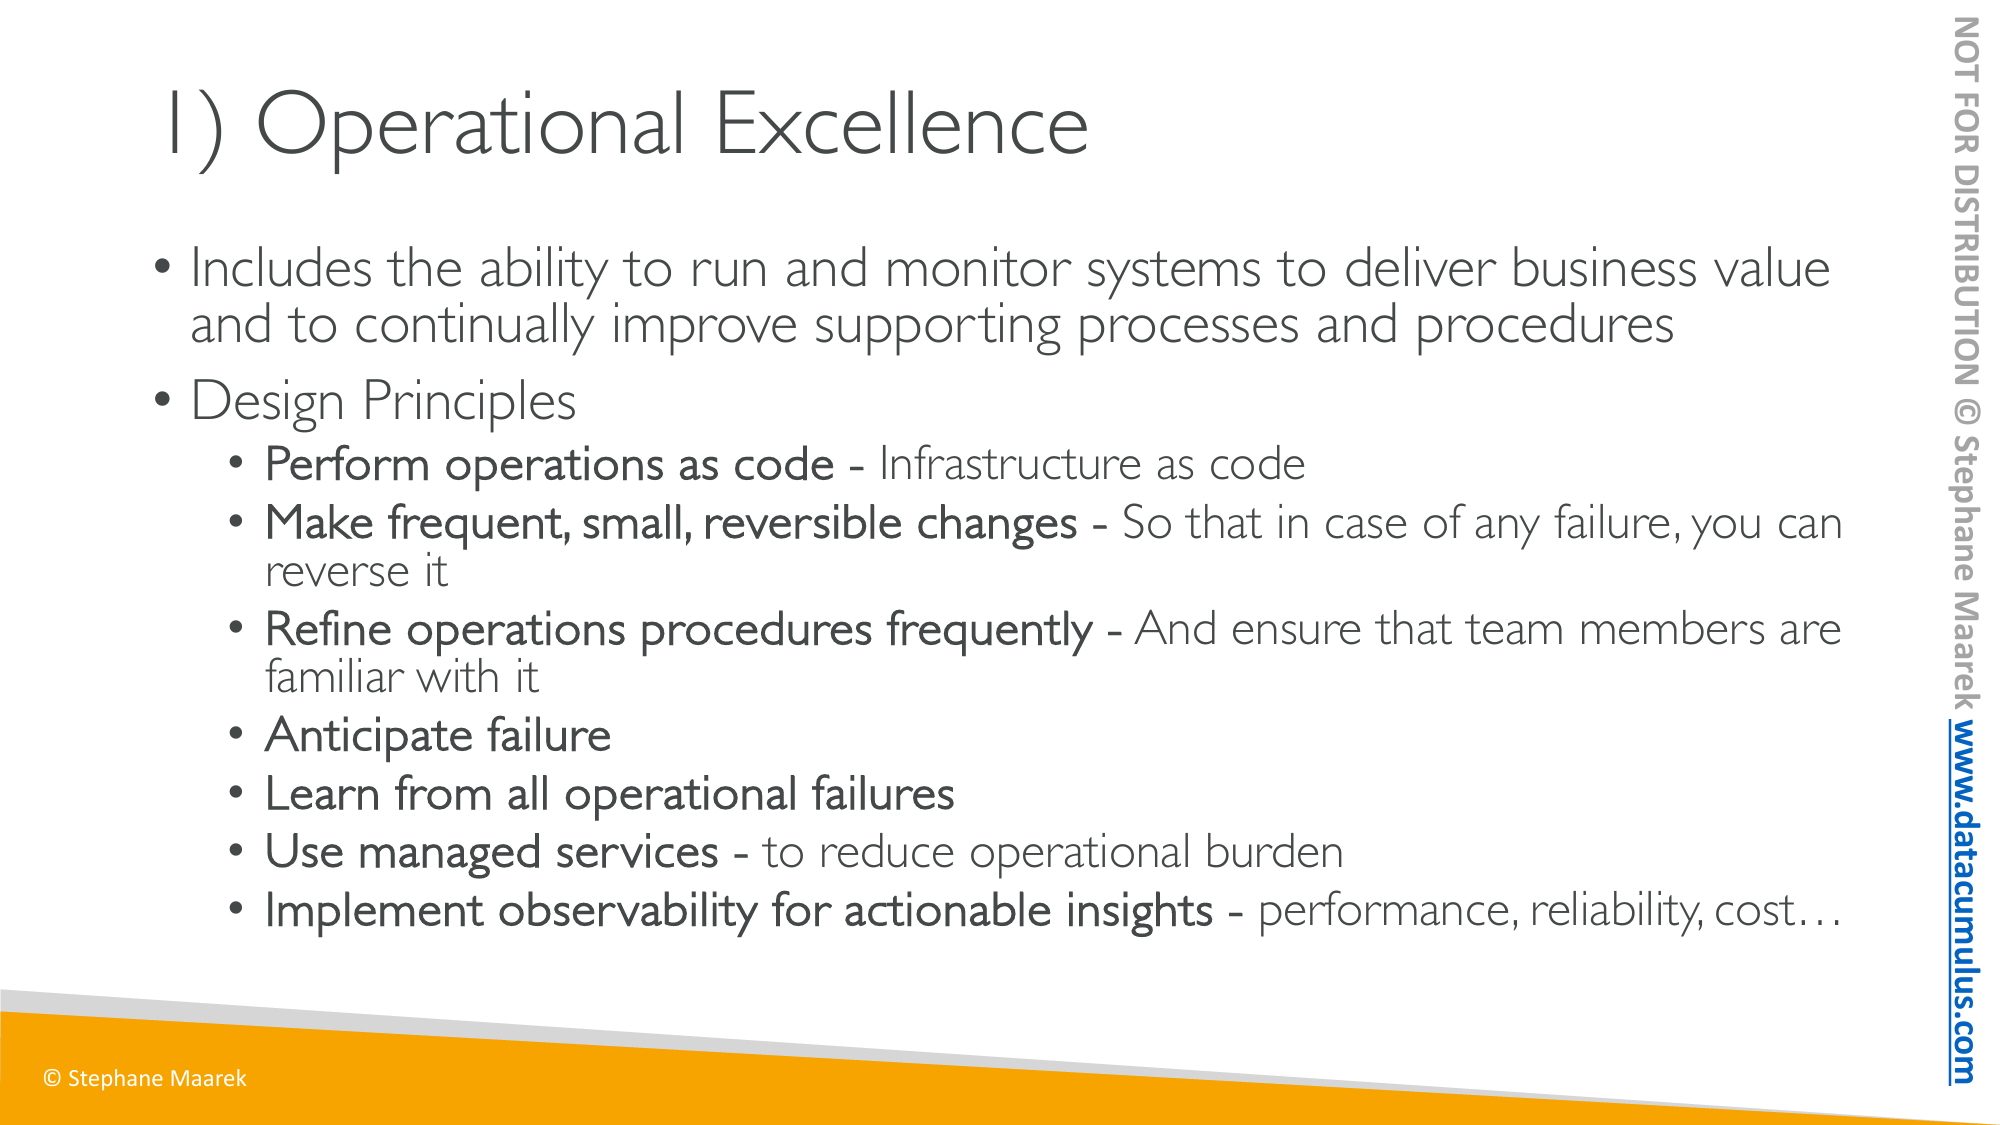 1) Operational Excellence
• Includes the ability to run and monitor systems to deliver business value
and to continually improve supporting processes and procedures
• Design Principles
• Perform operations as code - Infrastructure as code
• Make frequent, small, reversible changes - So that in case of any failure, you can
reverse it
• Refine operations procedures frequently - And ensure that team members are
familiar with it
• Anticipate failure
• Learn from all operational failures
• Use managed services - to reduce operational burden
• Implement observability for actionable insights - performance, reliability, cost…
© Stephane Maarek
NOT FOR DISTRIBUTION © Stephane Maarek www.datacumulus.com